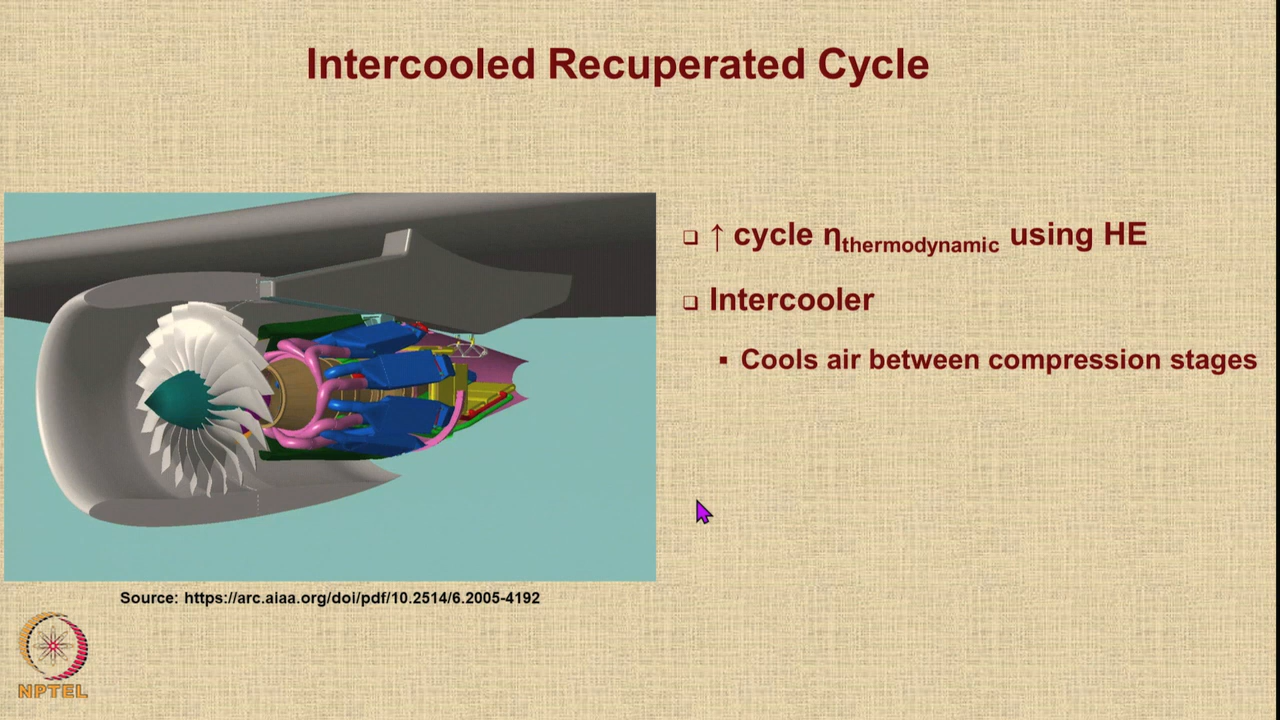 Intercooled Recuperated Cycle
❑ ↑ cycle ηthermodynamic using HE
❑ Intercooler
▪ Cools air between compression stages
Source: https://arc.aiaa.org/doi/pdf/10.2514/6.2005-4192
NPTEL